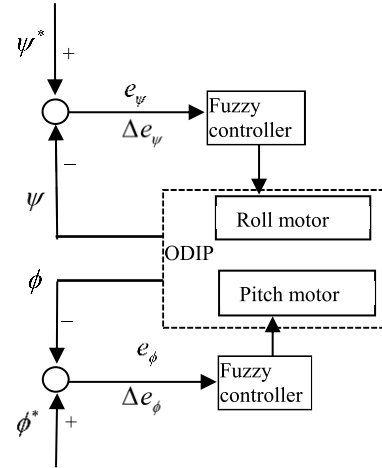 ψ* +
e_ψ
Δe_ψ
Fuzzy
controller
−
ψ
Roll motor
ODIP
ϕ
Pitch motor
−
e_ϕ
Δe_ϕ
Fuzzy
controller
ϕ* +